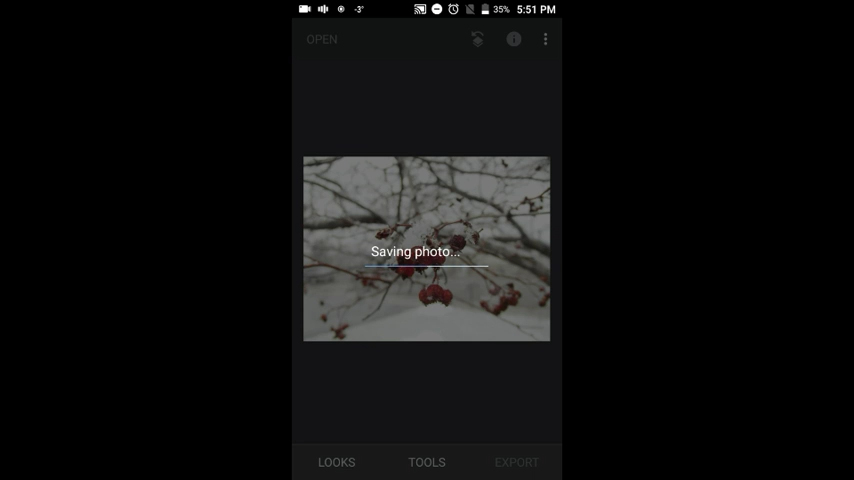 -3° 35% 5:51 PM
OPEN
Saving photo...
LOOKS TOOLS EXPORT